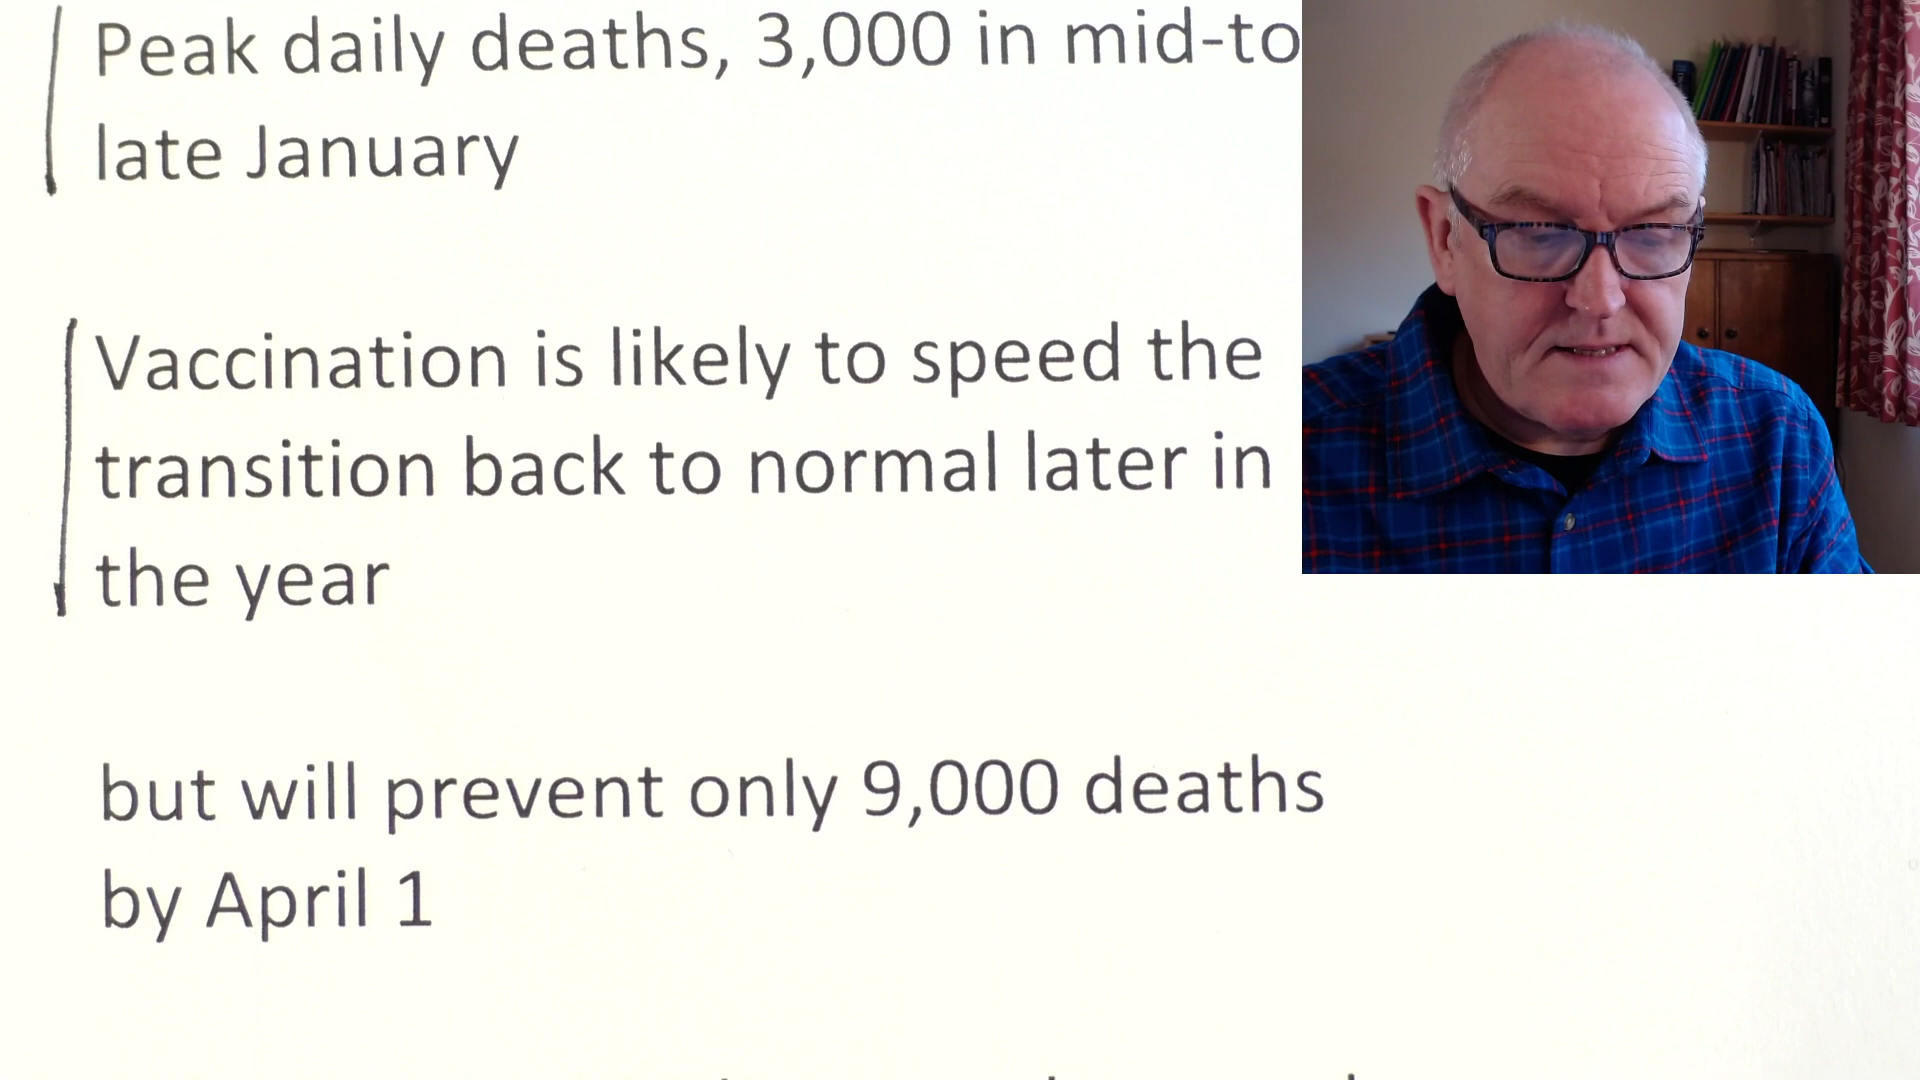 Peak daily deaths, 3,000 in mid-to
late January
Vaccination is likely to speed the
transition back to normal later in
the year
but will prevent only 9,000 deaths
by April 1